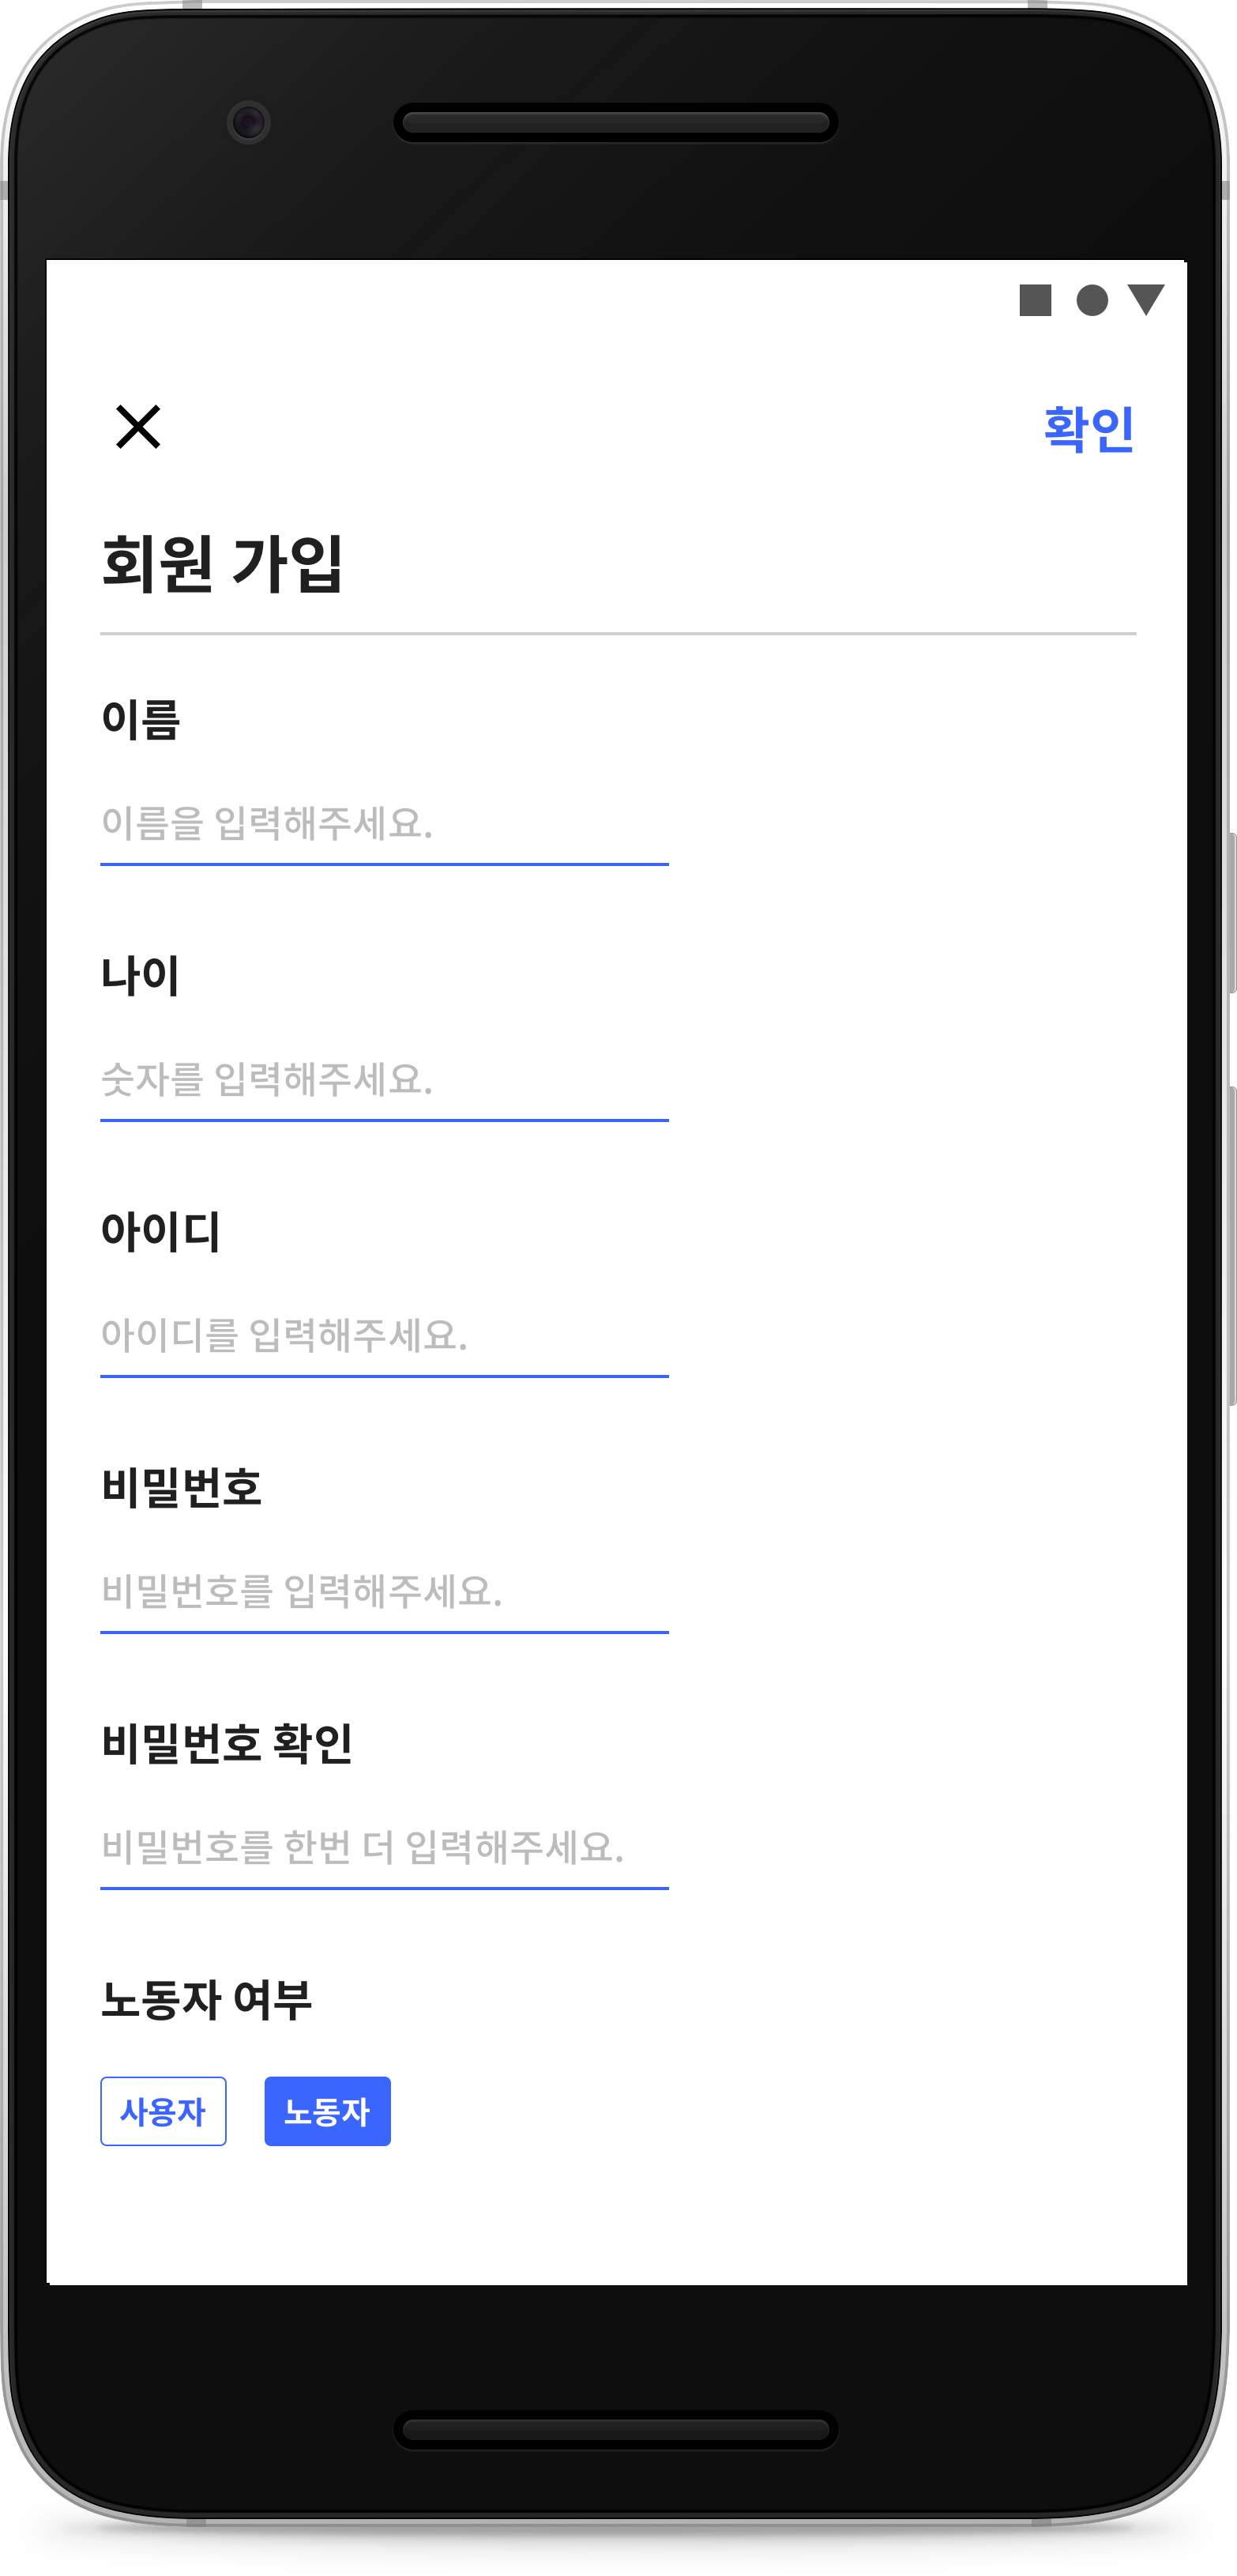 확인
회원 가입
이름
이름을 입력해주세요.
나이
숫자를 입력해주세요.
아이디
아이디를 입력해주세요.
비밀번호
비밀번호를 입력해주세요.
비밀번호 확인
비밀번호를 한번 더 입력해주세요.
노동자 여부
사용자 노동자